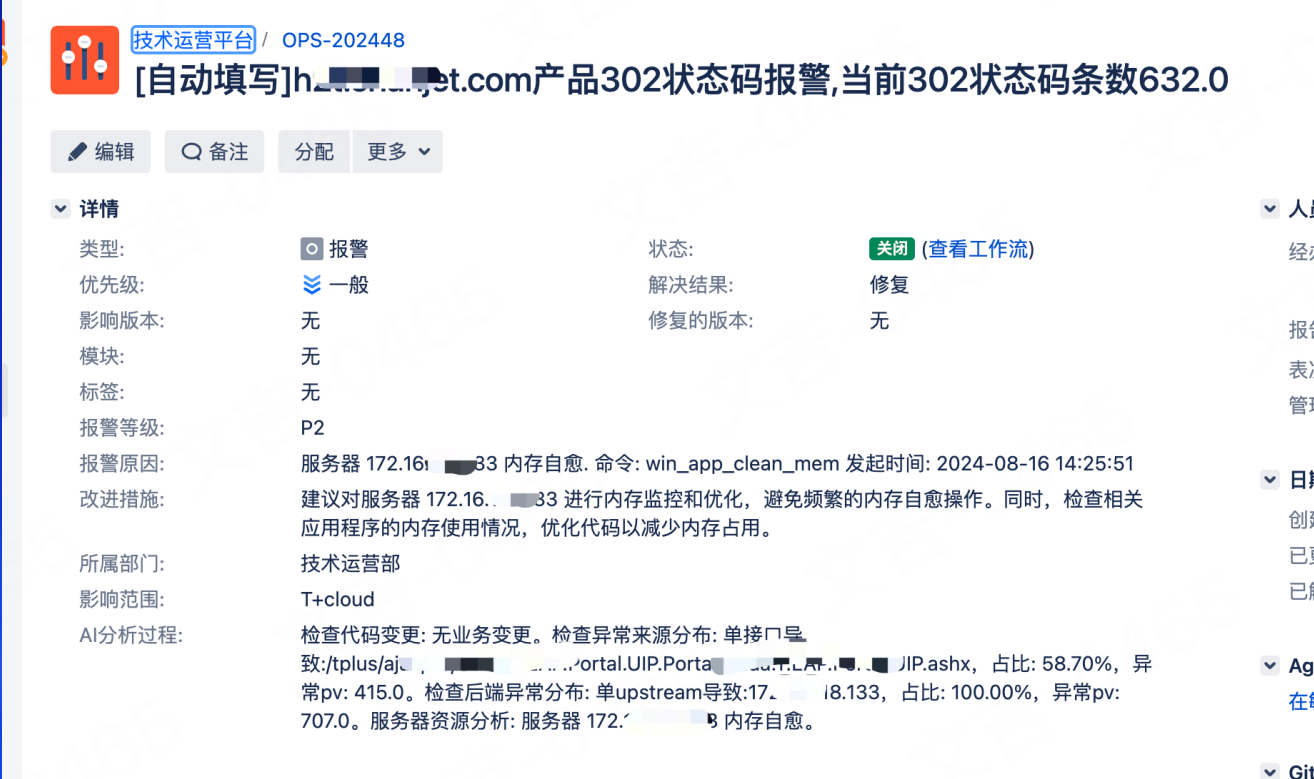 技术运营平台 / OPS-202448
[自动填写]h et.com产品302状态码报警,当前302状态码条数632.0
编辑 备注 分配 更多
详情
类型: 报警
状态: 关闭 (查看工作流)
优先级: 一般
解决结果: 修复
影响版本: 无
修复的版本: 无
模块: 无
标签: 无
报警等级: P2
报警原因: 服务器 172.16 33 内存自愈. 命令: win_app_clean_mem 发起时间: 2024-08-16 14:25:51
改进措施: 建议对服务器 172.16. 33 进行内存监控和优化，避免频繁的内存自愈操作。同时，检查相关
应用程序的内存使用情况，优化代码以减少内存占用。
所属部门: 技术运营部
影响范围: T+cloud
AI分析过程: 检查代码变更: 无业务变更。检查异常来源分布: 单接口导
致:/tplus/aj Portal.UIP.Porta UIP.ashx，占比: 58.70%，异
常pv: 415.0。检查后端异常分布: 单upstream导致:17 18.133，占比: 100.00%，异常pv:
707.0。服务器资源分析: 服务器 172. 内存自愈。
人
日
Ag
在
Git
文吉-0465